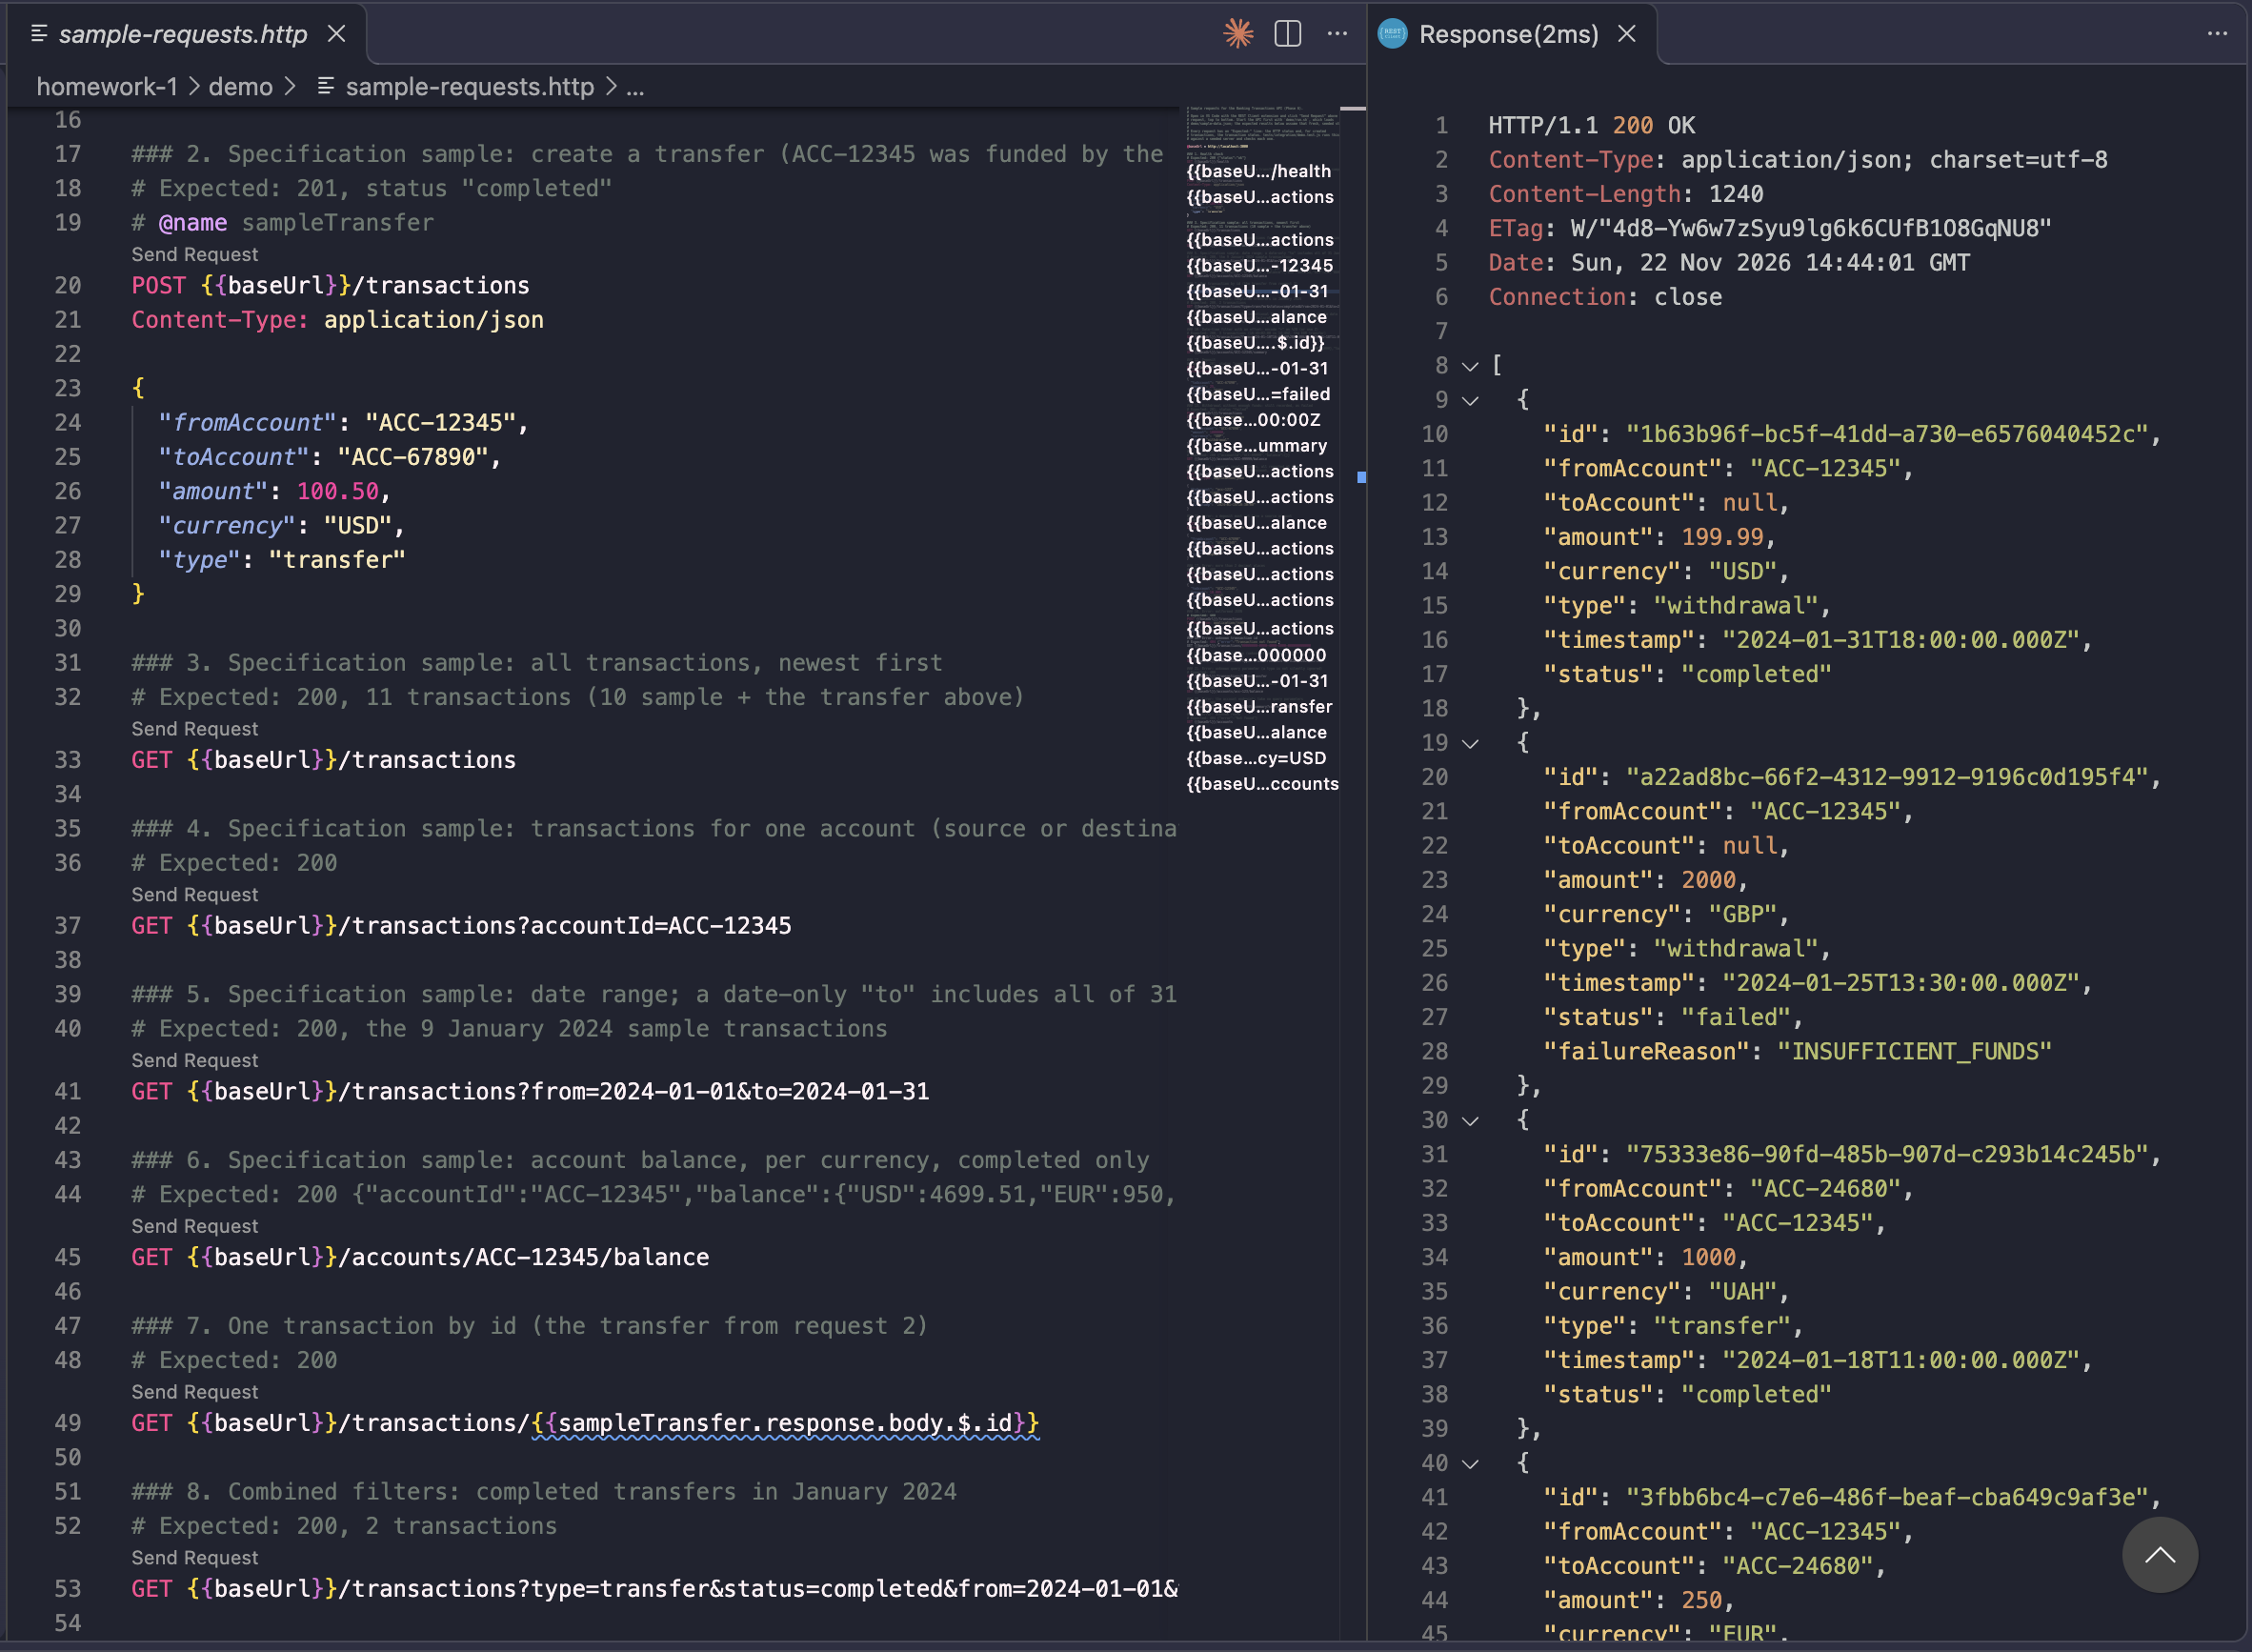 sample-requests.http
Response(2ms)
homework-1 > demo > sample-requests.http > ...
16
17 ### 2. Specification sample: create a transfer (ACC-12345 was funded by the
18 # Expected: 201, status "completed"
19 # @name sampleTransfer
Send Request
20 POST {{baseUrl}}/transactions
21 Content-Type: application/json
22
23 {
24 "fromAccount": "ACC-12345",
25 "toAccount": "ACC-67890",
26 "amount": 100.50,
27 "currency": "USD",
28 "type": "transfer"
29 }
30
31 ### 3. Specification sample: all transactions, newest first
32 # Expected: 200, 11 transactions (10 sample + the transfer above)
Send Request
33 GET {{baseUrl}}/transactions
34
35 ### 4. Specification sample: transactions for one account (source or destina
36 # Expected: 200
Send Request
37 GET {{baseUrl}}/transactions?accountId=ACC-12345
38
39 ### 5. Specification sample: date range; a date-only "to" includes all of 31
40 # Expected: 200, the 9 January 2024 sample transactions
Send Request
41 GET {{baseUrl}}/transactions?from=2024-01-01&to=2024-01-31
42
43 ### 6. Specification sample: account balance, per currency, completed only
44 # Expected: 200 {"accountId":"ACC-12345","balance":{"USD":4699.51,"EUR":950,
Send Request
45 GET {{baseUrl}}/accounts/ACC-12345/balance
46
47 ### 7. One transaction by id (the transfer from request 2)
48 # Expected: 200
Send Request
49 GET {{baseUrl}}/transactions/{{sampleTransfer.response.body.$.id}}
50
51 ### 8. Combined filters: completed transfers in January 2024
52 # Expected: 200, 2 transactions
Send Request
53 GET {{baseUrl}}/transactions?type=transfer&status=completed&from=2024-01-01&
54
{{baseU.../health
{{baseU...actions
{{baseU...actions
{{baseU...-12345
{{baseU...-01-31
{{baseU...alance
{{baseU....$.id}}
{{baseU...-01-31
{{baseU...=failed
{{base...00:00Z
{{base...ummary
{{baseU...actions
{{baseU...actions
{{baseU...alance
{{baseU...actions
{{baseU...actions
{{baseU...actions
{{baseU...actions
{{base...000000
{{baseU...-01-31
{{baseU...ransfer
{{baseU...alance
{{base...cy=USD
{{baseU...ccounts
1 HTTP/1.1 200 OK
2 Content-Type: application/json; charset=utf-8
3 Content-Length: 1240
4 ETag: W/"4d8-Yw6w7zSyu9lg6k6CUfB1O8GqNU8"
5 Date: Sun, 22 Nov 2026 14:44:01 GMT
6 Connection: close
7
8 [
9 {
10 "id": "1b63b96f-bc5f-41dd-a730-e6576040452c",
11 "fromAccount": "ACC-12345",
12 "toAccount": null,
13 "amount": 199.99,
14 "currency": "USD",
15 "type": "withdrawal",
16 "timestamp": "2024-01-31T18:00:00.000Z",
17 "status": "completed"
18 },
19 {
20 "id": "a22ad8bc-66f2-4312-9912-9196c0d195f4",
21 "fromAccount": "ACC-12345",
22 "toAccount": null,
23 "amount": 2000,
24 "currency": "GBP",
25 "type": "withdrawal",
26 "timestamp": "2024-01-25T13:30:00.000Z",
27 "status": "failed",
28 "failureReason": "INSUFFICIENT_FUNDS"
29 },
30 {
31 "id": "75333e86-90fd-485b-907d-c293b14c245b",
32 "fromAccount": "ACC-24680",
33 "toAccount": "ACC-12345",
34 "amount": 1000,
35 "currency": "UAH",
36 "type": "transfer",
37 "timestamp": "2024-01-18T11:00:00.000Z",
38 "status": "completed"
39 },
40 {
41 "id": "3fbb6bc4-c7e6-486f-beaf-cba649c9af3e",
42 "fromAccount": "ACC-12345",
43 "toAccount": "ACC-24680",
44 "amount": 250,
45 "currency": "EUR",